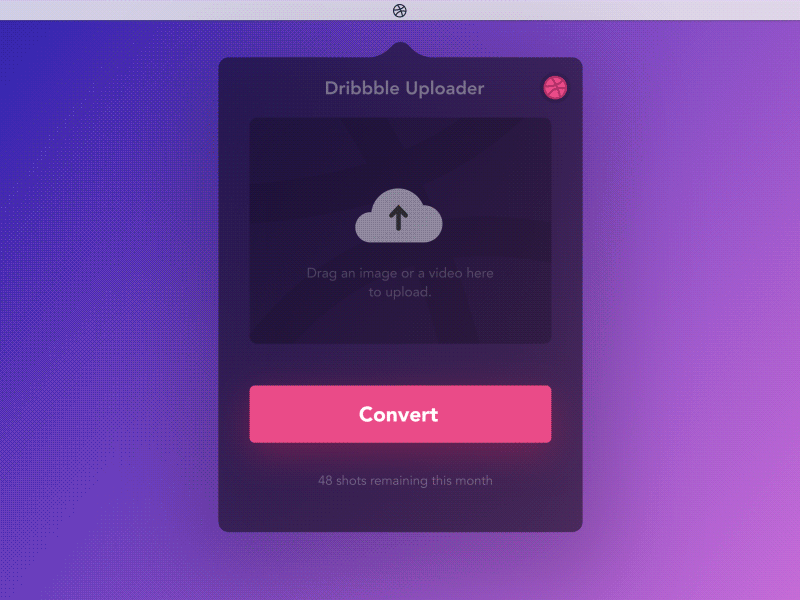 Dribbble Uploader
Drag an image or a video here
to upload.
Convert
48 shots remaining this month